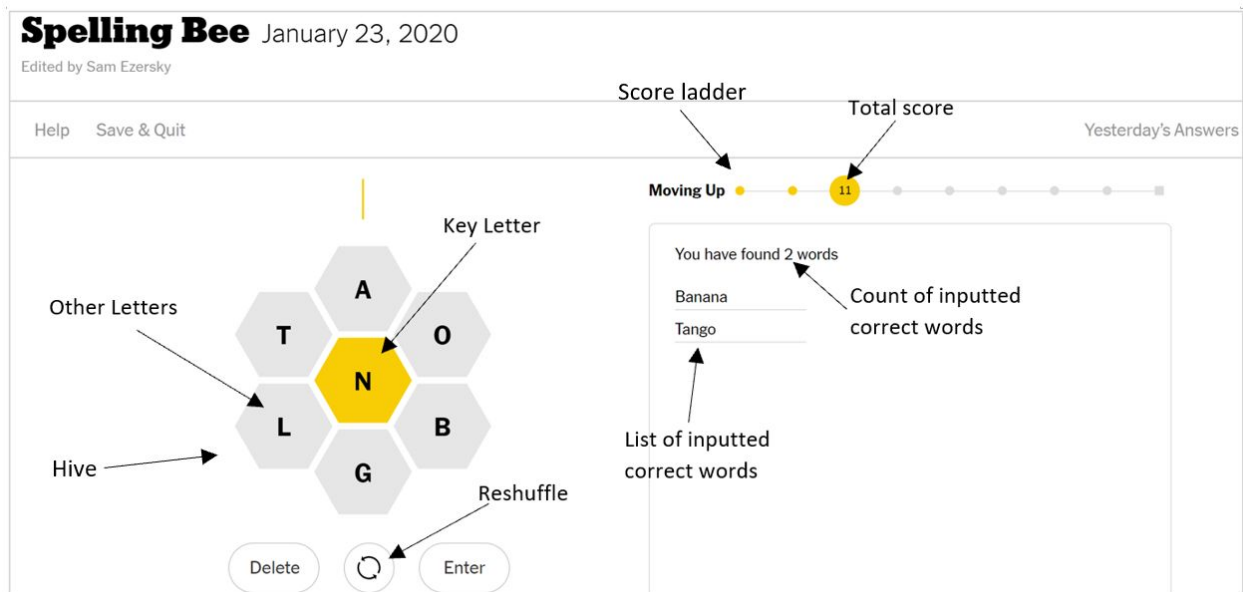 Spelling Bee January 23, 2020
Edited by Sam Ezersky
Score ladder
Total score
Help Save & Quit
Yesterday's Answers
Moving Up
11
Key Letter
You have found 2 words
Banana
Tango
Count of inputted
correct words
List of inputted
correct words
Other Letters
A
T
O
N
L
B
G
Hive
Reshuffle
Delete
Enter